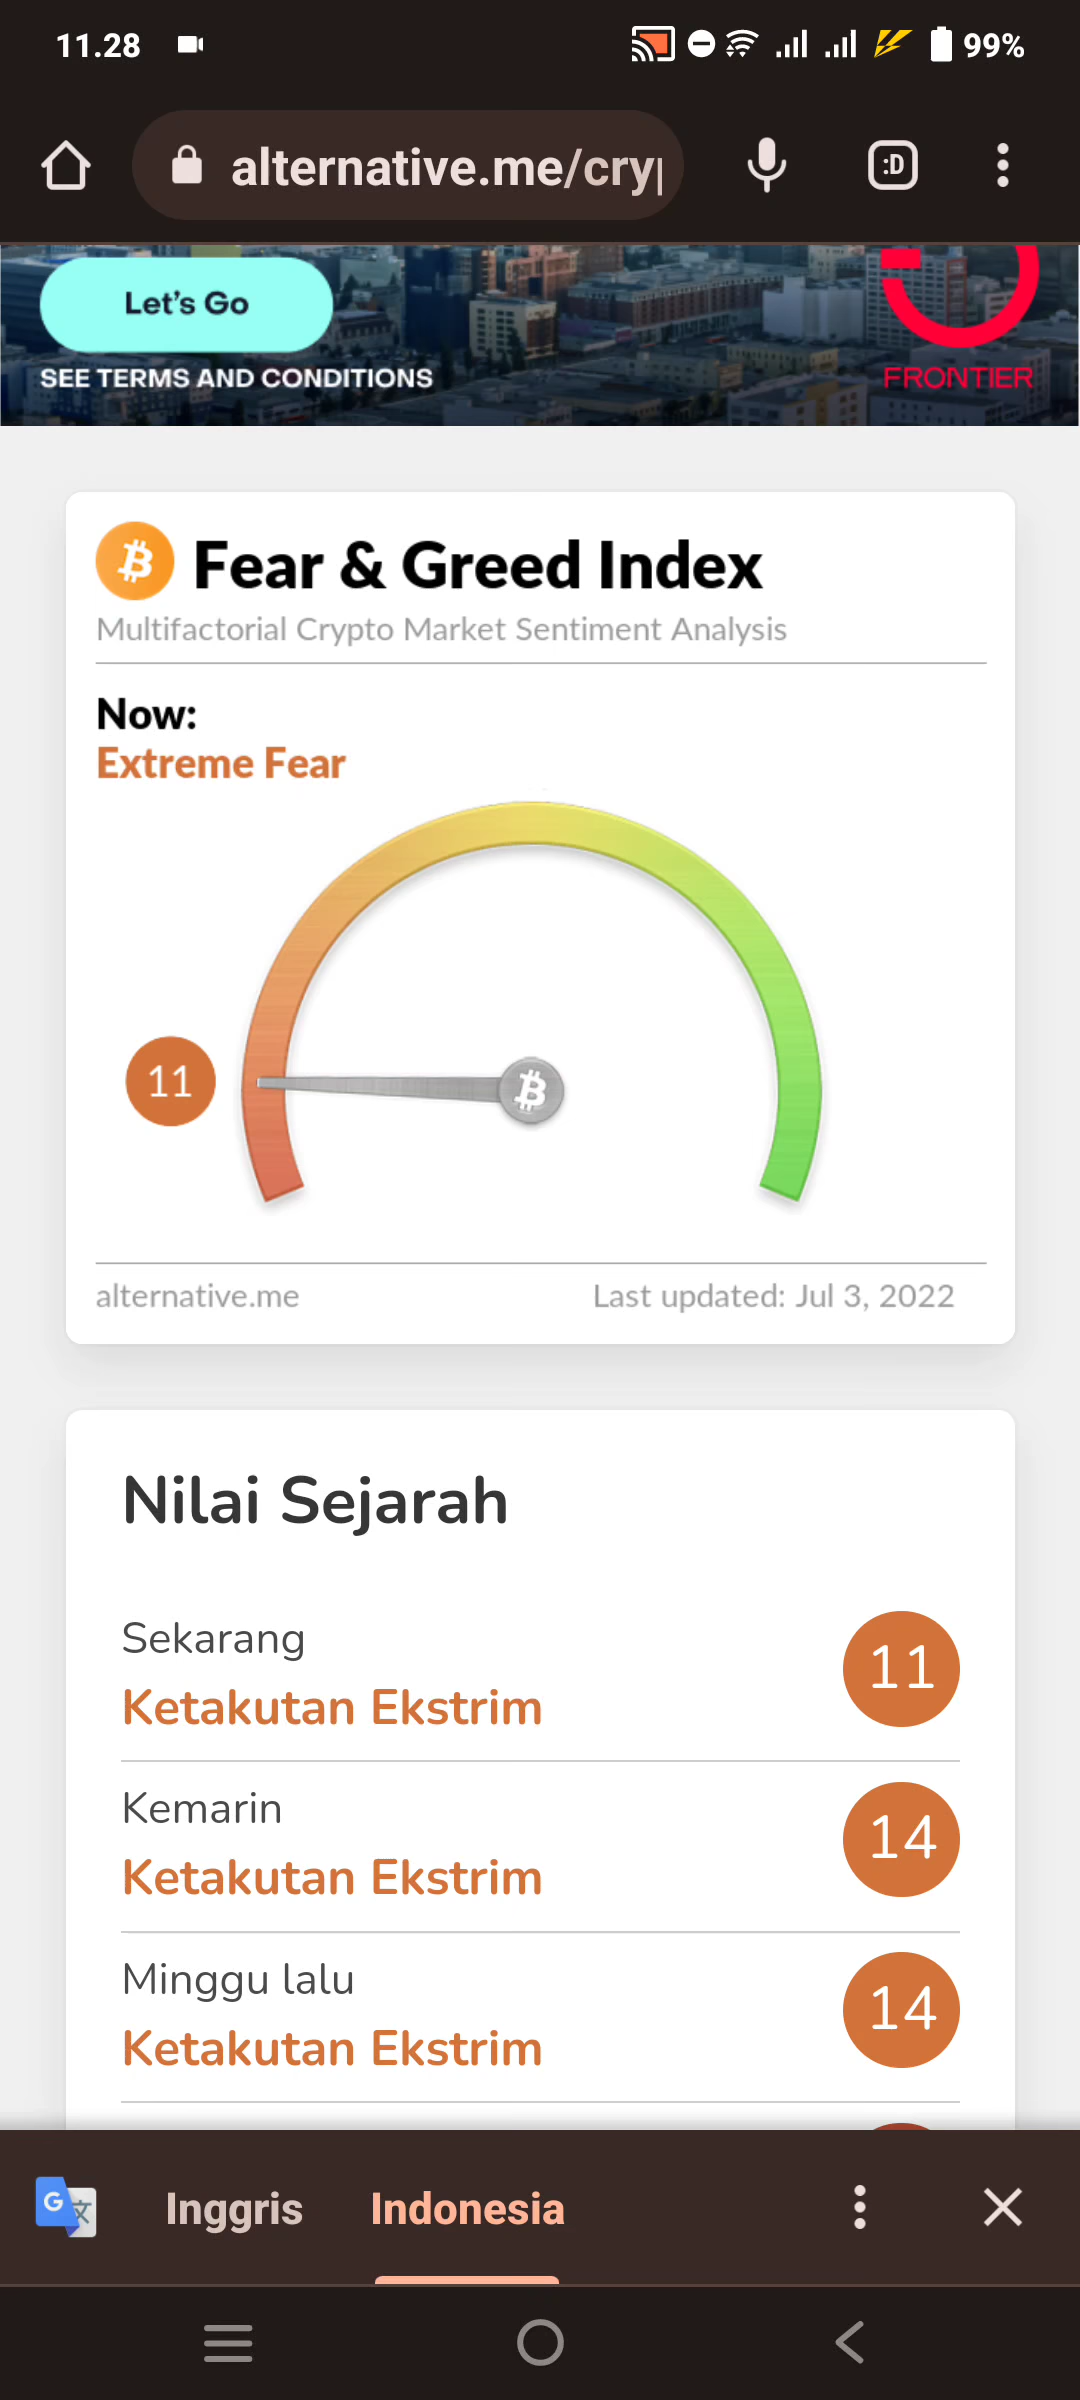 11.28
99%
alternative.me/cry
:D
Let's Go
SEE TERMS AND CONDITIONS
FRONTIER
Fear & Greed Index
Multifactorial Crypto Market Sentiment Analysis
Now:
Extreme Fear
11
alternative.me
Last updated: Jul 3, 2022
Nilai Sejarah
Sekarang
Ketakutan Ekstrim
11
Kemarin
Ketakutan Ekstrim
14
Minggu lalu
Ketakutan Ekstrim
14
Inggris
Indonesia